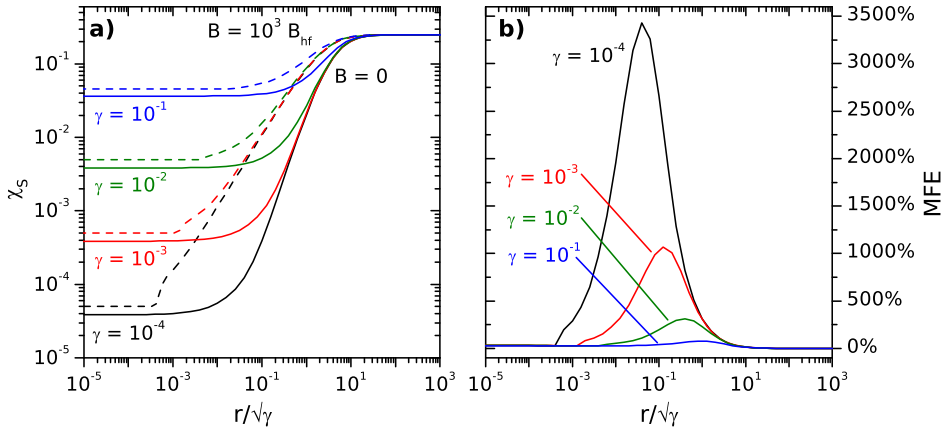 a)
B = 10³ B_hf
B = 0
γ = 10⁻¹
γ = 10⁻²
γ = 10⁻³
γ = 10⁻⁴
10⁻¹
10⁻²
10⁻³
10⁻⁴
10⁻⁵
χ_S
10⁻⁵ 10⁻³ 10⁻¹ 10¹ 10³
r/√γ
b)
γ = 10⁻⁴
γ = 10⁻³
γ = 10⁻²
γ = 10⁻¹
3500%
3000%
2500%
2000%
1500%
1000%
500%
0%
MFE
10⁻⁵ 10⁻³ 10⁻¹ 10¹ 10³
r/√γ